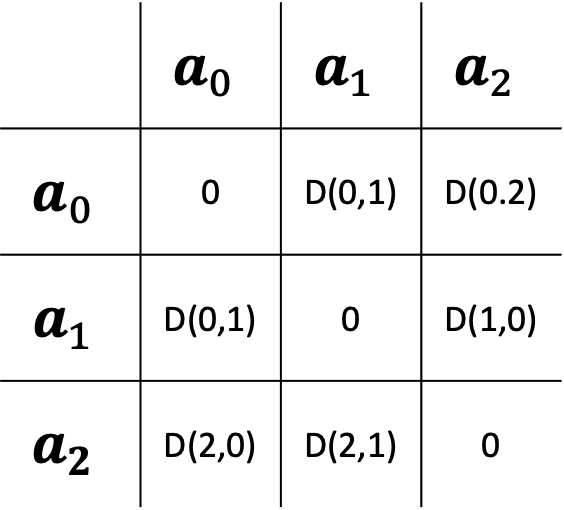 a₀ a₁ a₂
a₀ 0 D(0,1) D(0.2)
a₁ D(0,1) 0 D(1,0)
a₂ D(2,0) D(2,1) 0